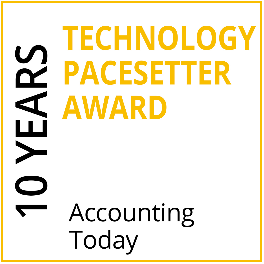 10 YEARS
TECHNOLOGY
PACESETTER
AWARD
Accounting
Today